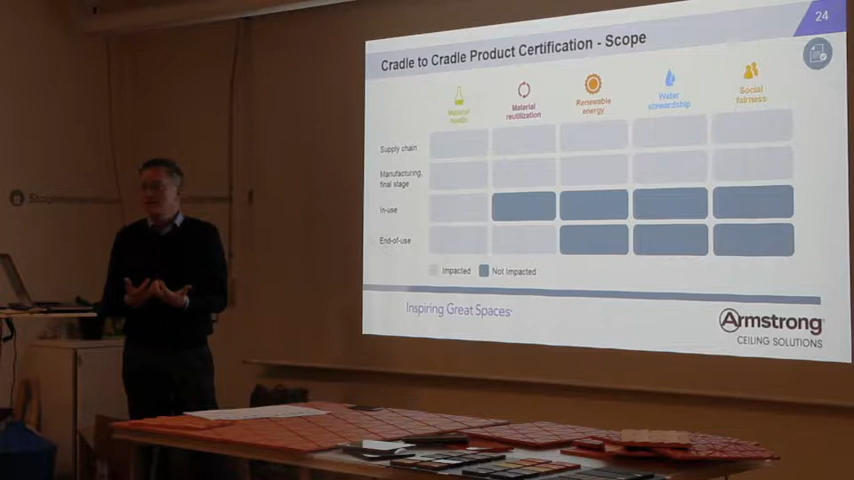 24
Cradle to Cradle Product Certification - Scope
Material health
Material reutilization
Renewable energy
Water stewardship
Social fairness
Supply chain
Manufacturing, final stage
In-use
End-of-use
Impacted
Not Impacted
Inspiring Great Spaces®
Armstrong
CEILING SOLUTIONS